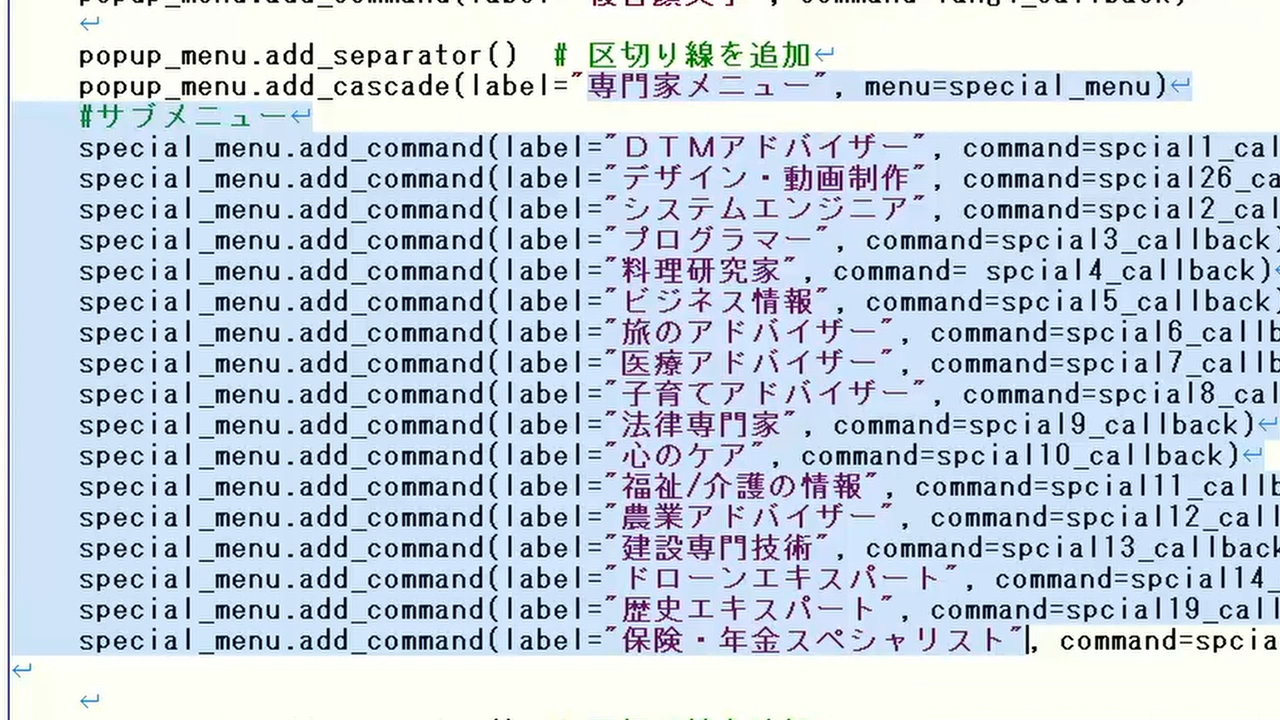 popup_menu.add_separator()  # 区切り線を追加↵
popup_menu.add_cascade(label="専門家メニュー", menu=special_menu)↵
#サブメニュー↵
special_menu.add_command(label="ＤＴＭアドバイザー", command=spcial1_cal
special_menu.add_command(label="デザイン・動画制作", command=spcial26_ca
special_menu.add_command(label="システムエンジニア", command=spcial2_cal
special_menu.add_command(label="プログラマー", command=spcial3_callback)
special_menu.add_command(label="料理研究家", command= spcial4_callback)↵
special_menu.add_command(label="ビジネス情報", command=spcial5_callback)
special_menu.add_command(label="旅のアドバイザー", command=spcial6_callb
special_menu.add_command(label="医療アドバイザー", command=spcial7_callb
special_menu.add_command(label="子育てアドバイザー", command=spcial8_cal
special_menu.add_command(label="法律専門家", command=spcial9_callback)↵
special_menu.add_command(label="心のケア", command=spcial10_callback)↵
special_menu.add_command(label="福祉/介護の情報", command=spcial11_callb
special_menu.add_command(label="農業アドバイザー", command=spcial12_call
special_menu.add_command(label="建設専門技術", command=spcial13_callback
special_menu.add_command(label="ドローンエキスパート", command=spcial14_
special_menu.add_command(label="歴史エキスパート", command=spcial19_call
special_menu.add_command(label="保険・年金スペシャリスト", command=spcia